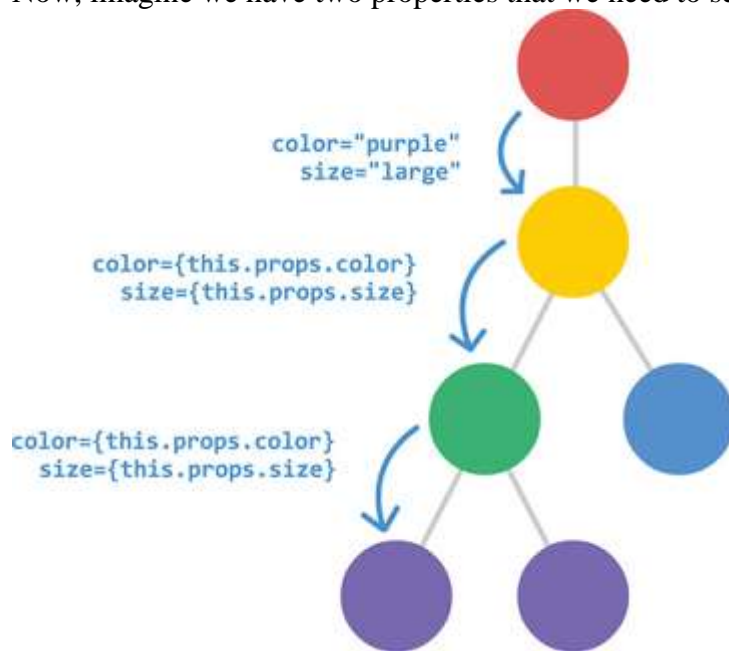 Now, imagine we have two properties that we need to se
color="purple"
size="large"
color={this.props.color}
size={this.props.size}
color={this.props.color}
size={this.props.size}